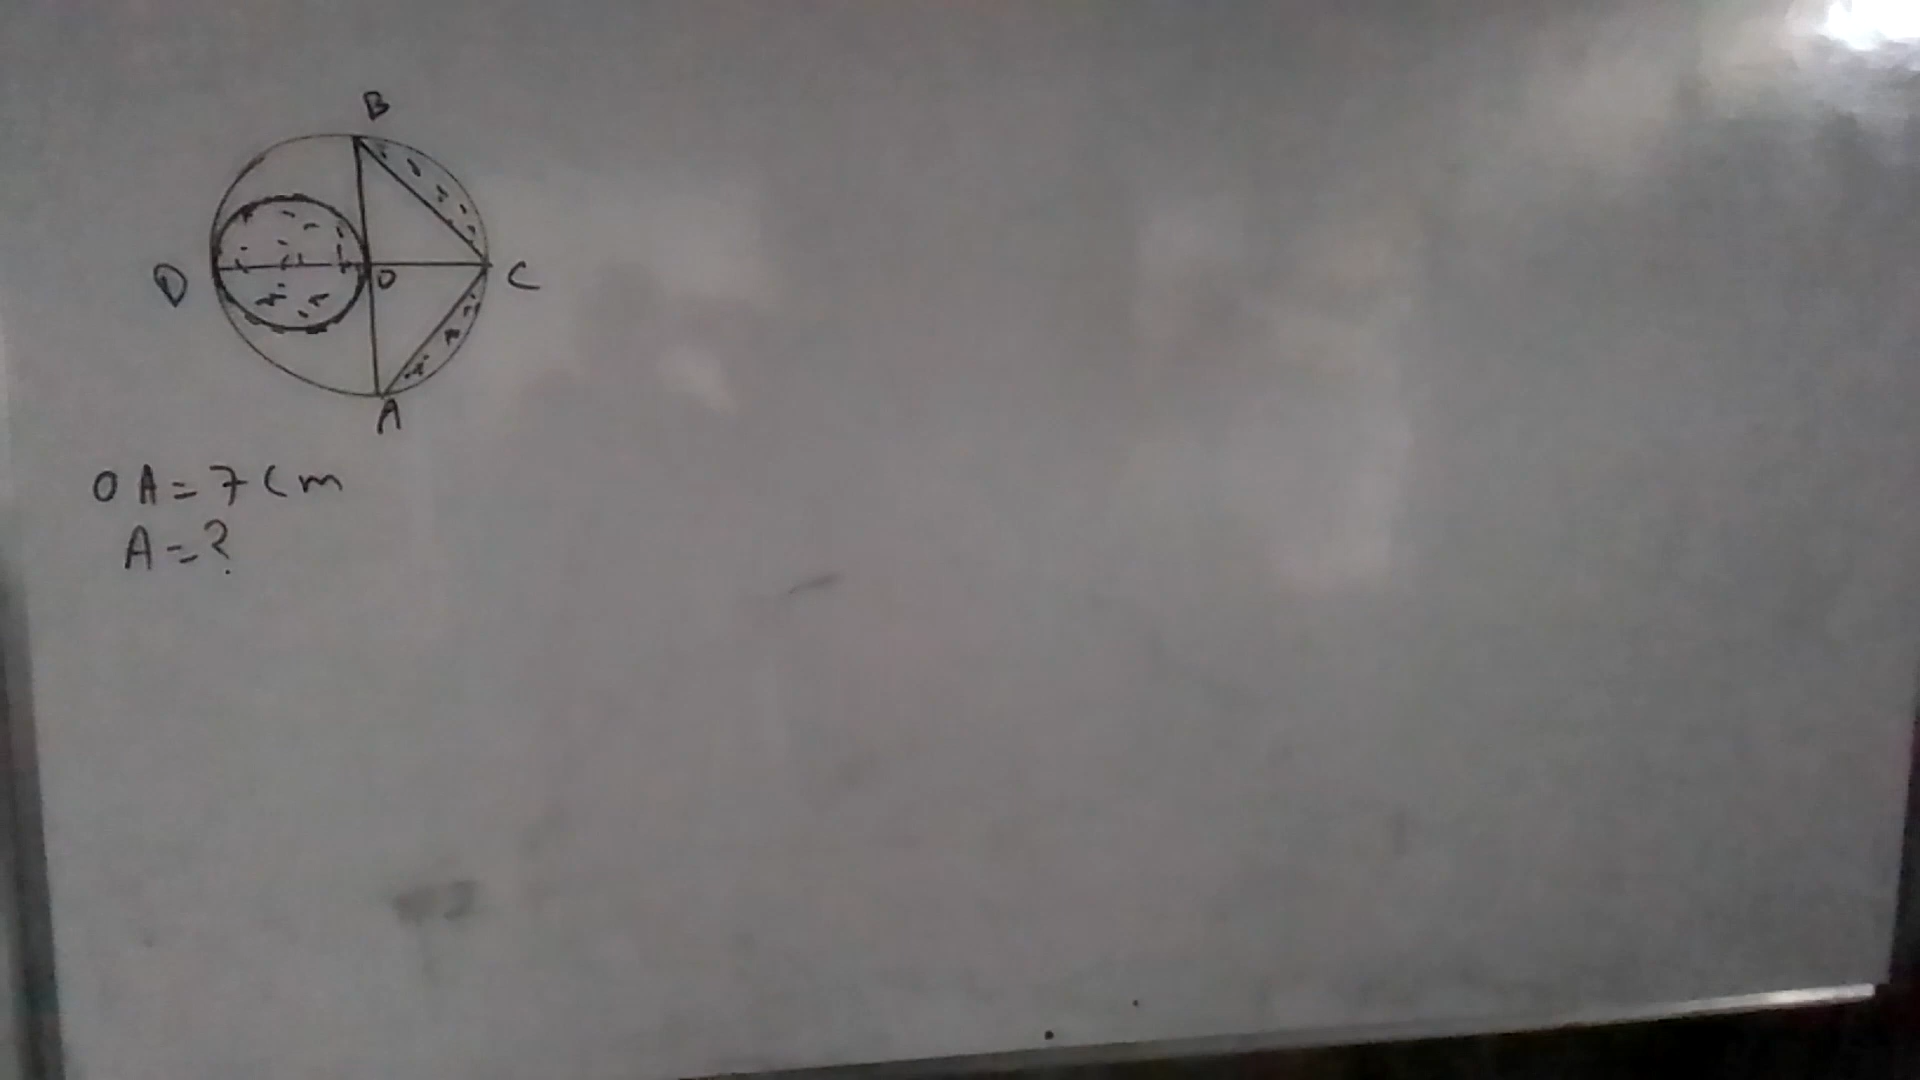 B
D O C
A
OA = 7 cm
A = ?